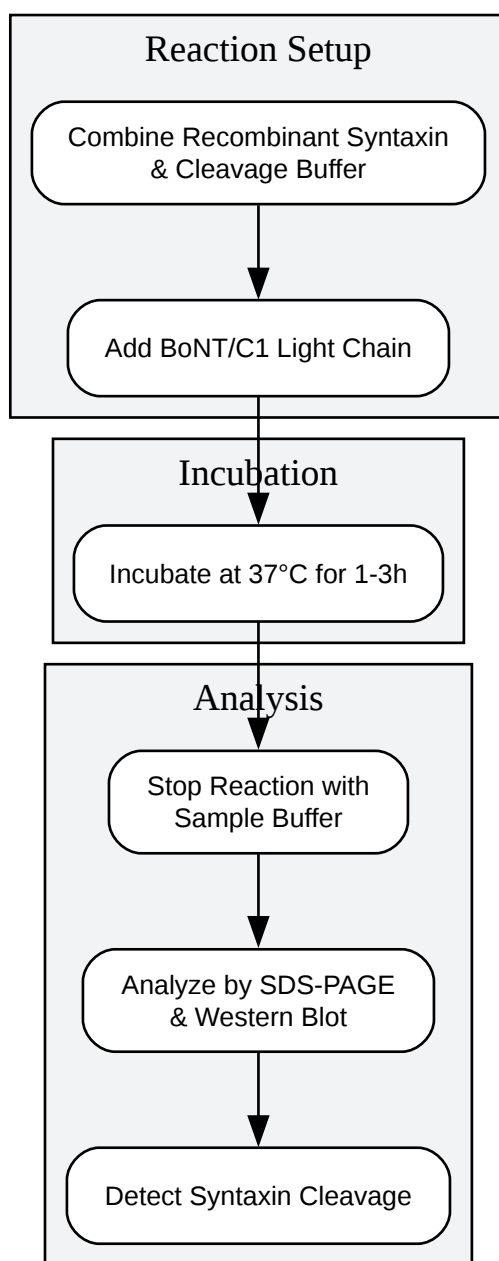 Reaction Setup
Combine Recombinant Syntaxin
& Cleavage Buffer
Add BoNT/C1 Light Chain
Incubation
Incubate at 37°C for 1-3h
Analysis
Stop Reaction with
Sample Buffer
Analyze by SDS-PAGE
& Western Blot
Detect Syntaxin Cleavage